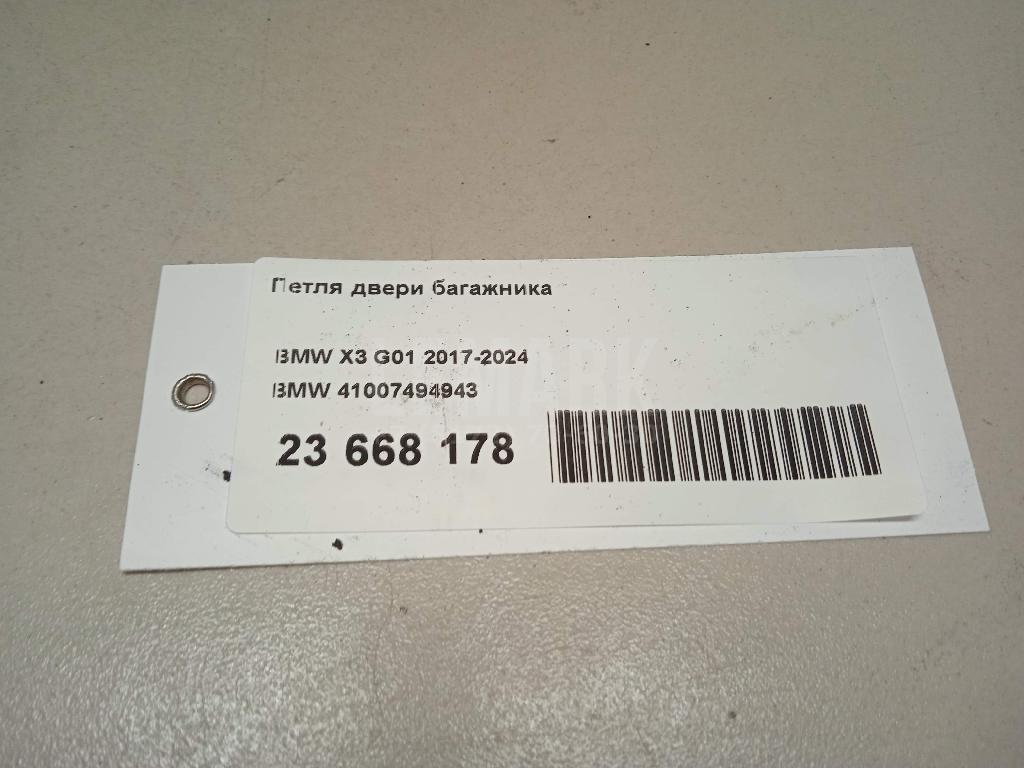 Петля двери багажника
BMW X3 G01 2017-2024
BMW 41007494943
23 668 178